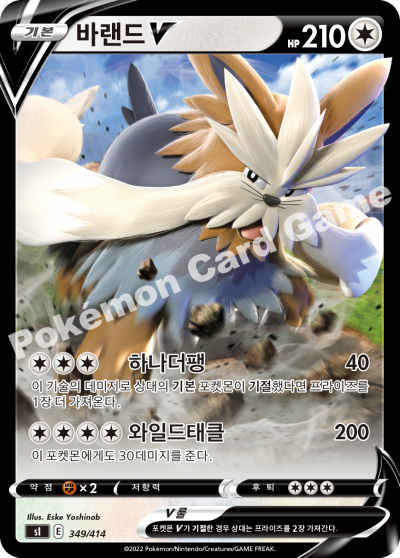 기본 바랜드 V HP 210
Pokemon Card Game
하나더팽 40
이 기술의 데미지로 상대의 기본 포켓몬이 기절했다면 프라이즈를
1장 더 가져온다.
와일드태클 200
이 포켓몬에게도 30데미지를 준다.
약점 ×2 저항력 후퇴
Illus. Eske Yoshinob
V 룰
sI E 349/414
포켓몬 V가 기절한 경우 상대는 프라이즈를 2장 가져간다.
©2022 Pokémon/Nintendo/Creatures/GAME FREAK.